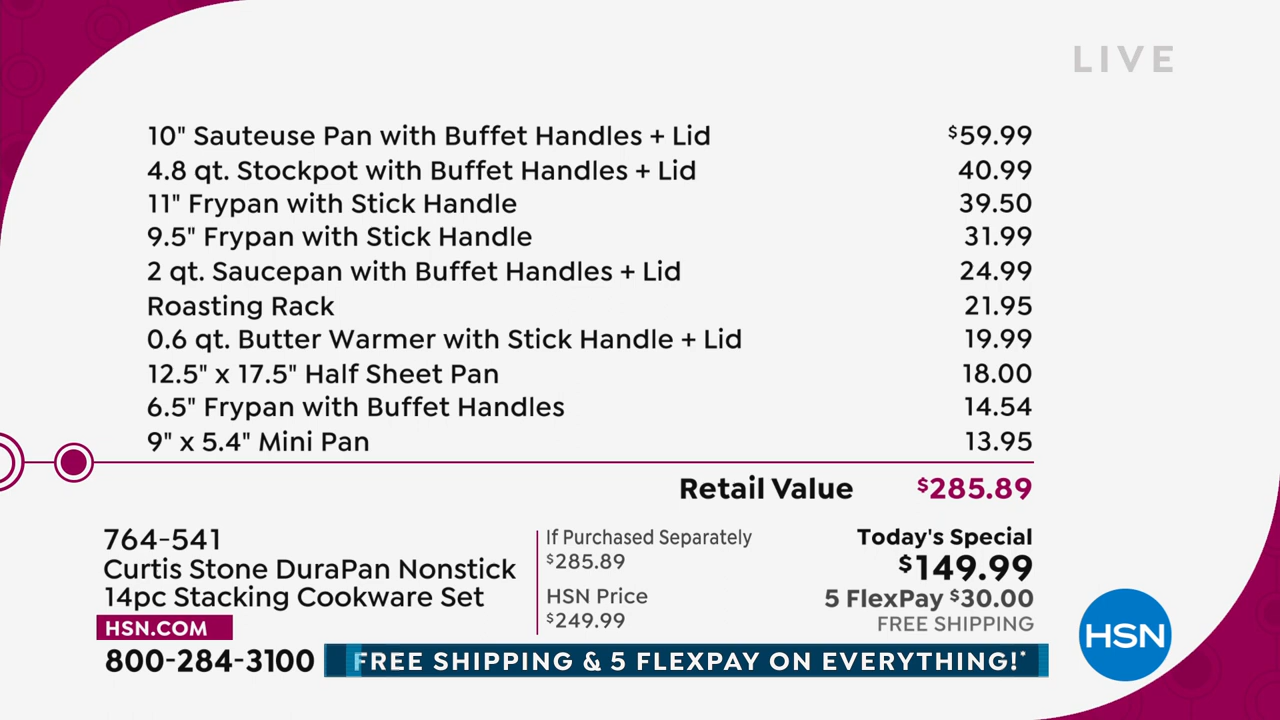 LIVE
10" Sauteuse Pan with Buffet Handles + Lid $59.99
4.8 qt. Stockpot with Buffet Handles + Lid 40.99
11" Frypan with Stick Handle 39.50
9.5" Frypan with Stick Handle 31.99
2 qt. Saucepan with Buffet Handles + Lid 24.99
Roasting Rack 21.95
0.6 qt. Butter Warmer with Stick Handle + Lid 19.99
12.5" x 17.5" Half Sheet Pan 18.00
6.5" Frypan with Buffet Handles 14.54
9" x 5.4" Mini Pan 13.95
Retail Value $285.89
764-541
Curtis Stone DuraPan Nonstick
14pc Stacking Cookware Set
HSN.COM
800-284-3100
If Purchased Separately
$285.89
HSN Price
$249.99
Today's Special
$149.99
5 FlexPay $30.00
FREE SHIPPING
HSN
FREE SHIPPING & 5 FLEXPAY ON EVERYTHING!*